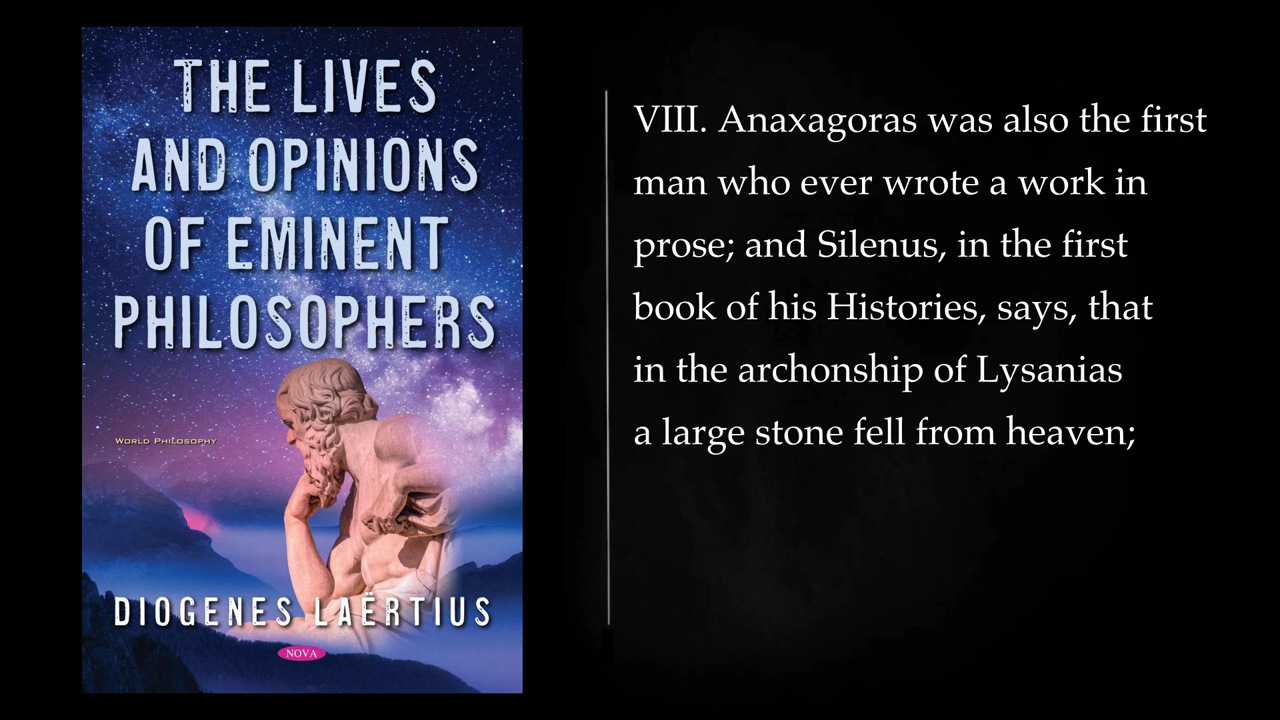 THE LIVES
AND OPINIONS
OF EMINENT
PHILOSOPHERS
WORLD PHILOSOPHY
DIOGENES LAËRTIUS
NOVA
VIII. Anaxagoras was also the first
man who ever wrote a work in
prose; and Silenus, in the first
book of his Histories, says, that
in the archonship of Lysanias
a large stone fell from heaven;